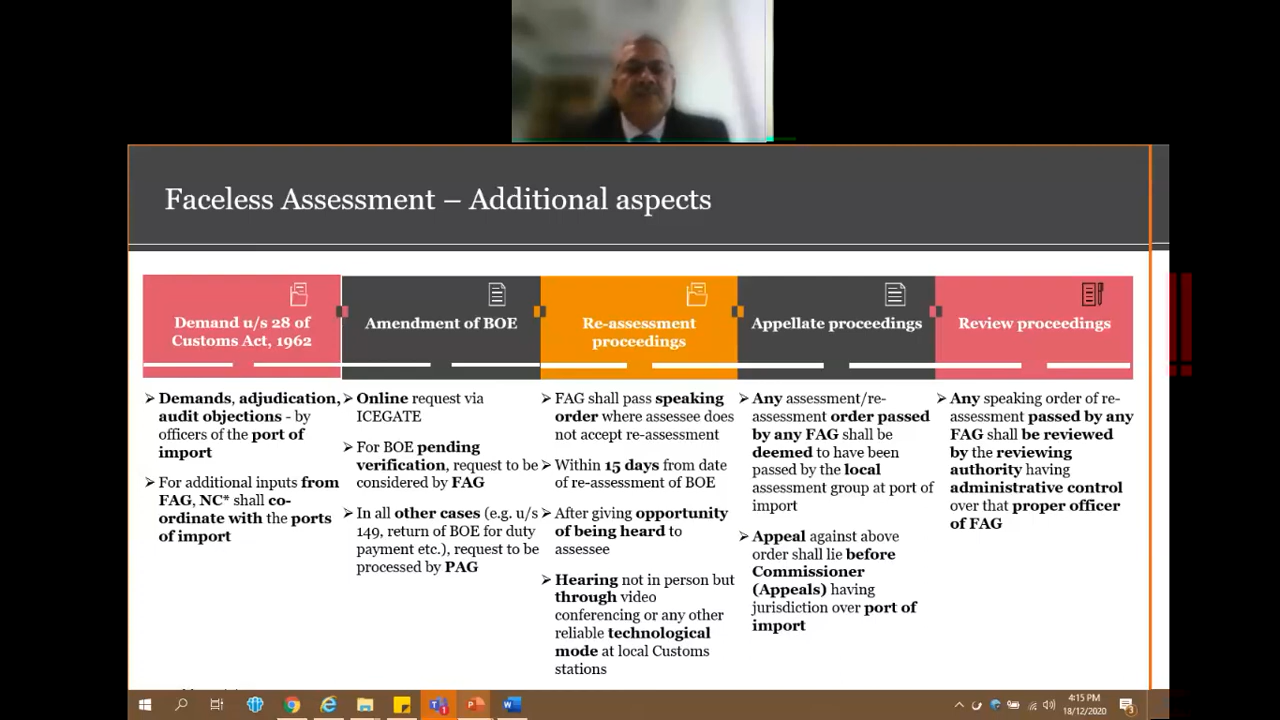 Faceless Assessment – Additional aspects
Demand u/s 28 of
Customs Act, 1962
➢ Demands, adjudication,
audit objections - by
officers of the port of
import
➢ For additional inputs from
FAG, NC* shall co-
ordinate with the ports
of import
Amendment of BOE
➢ Online request via
ICEGATE
➢ For BOE pending
verification, request to be
considered by FAG
➢ In all other cases (e.g. u/s
149, return of BOE for duty
payment etc.), request to be
processed by PAG
Re-assessment
proceedings
➢ FAG shall pass speaking
order where assessee does
not accept re-assessment
➢ Within 15 days from date
of re-assessment of BOE
➢ After giving opportunity
of being heard to
assessee
➢ Hearing not in person but
through video
conferencing or any other
reliable technological
mode at local Customs
stations
Appellate proceedings
➢ Any assessment/re-
assessment order passed
by any FAG shall be
deemed to have been
passed by the local
assessment group at port of
import
➢ Appeal against above
order shall lie before
Commissioner
(Appeals) having
jurisdiction over port of
import
Review proceedings
➢ Any speaking order of re-
assessment passed by any
FAG shall be reviewed
by the reviewing
authority having
administrative control
over that proper officer
of FAG
4:15 PM
18/12/2020